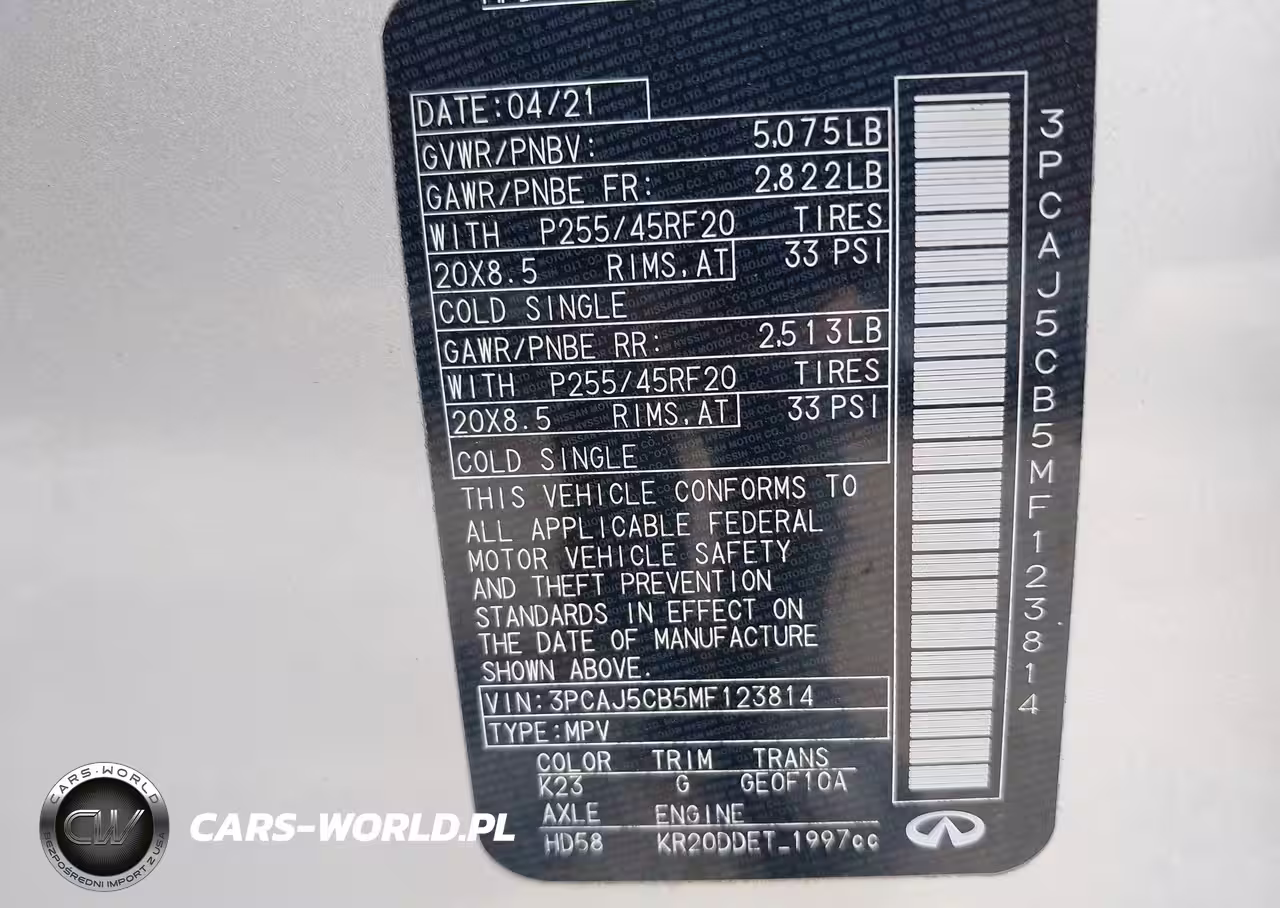 DATE:04/21
GVWR/PNBV: 5,075LB
GAWR/PNBE FR: 2,822LB
WITH P255/45RF20 TIRES
20X8.5 RIMS,AT 33 PSI
COLD SINGLE
GAWR/PNBE RR: 2,513LB
WITH P255/45RF20 TIRES
20X8.5 RIMS,AT 33 PSI
COLD SINGLE
THIS VEHICLE CONFORMS TO
ALL APPLICABLE FEDERAL
MOTOR VEHICLE SAFETY
AND THEFT PREVENTION
STANDARDS IN EFFECT ON
THE DATE OF MANUFACTURE
SHOWN ABOVE.
VIN:3PCAJ5CB5MF123814
TYPE:MPV
COLOR TRIM TRANS
K23 G GE0F10A
AXLE ENGINE
HD58 KR20DDET_1997cc
3PCAJ5CB5MF123814
CARS-WORLD
CW
BEZPOŚREDNI IMPORT Z USA
CARS-WORLD.PL